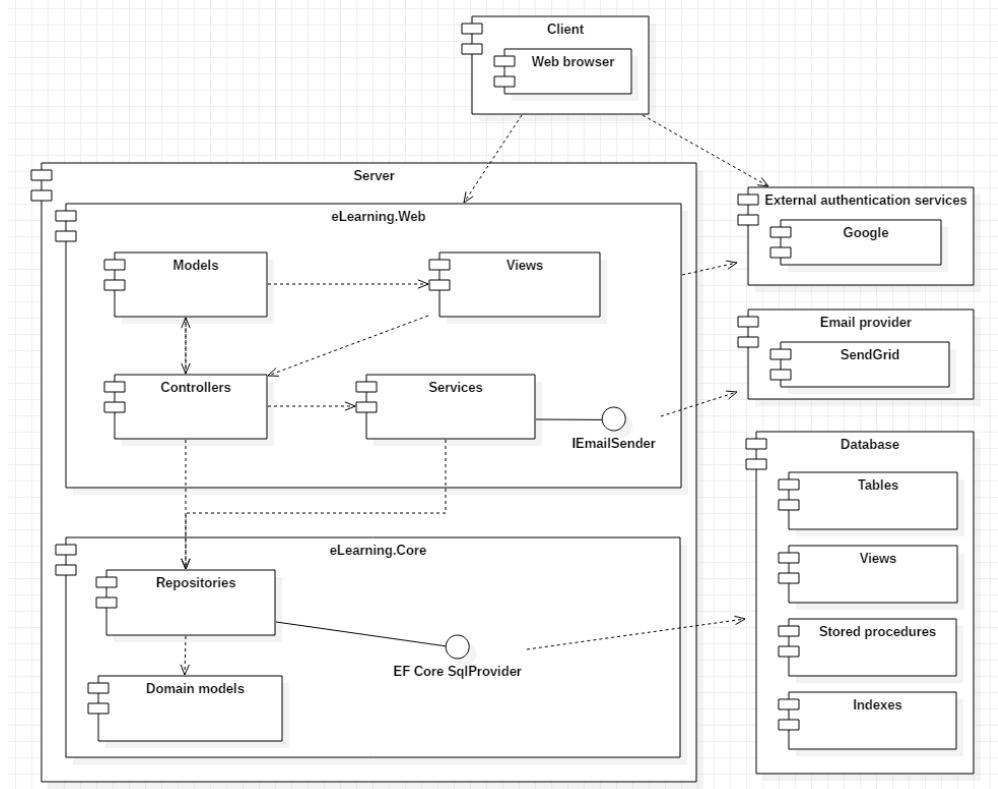 Client
Web browser
Server
External authentication services
Google
eLearning.Web
Models
Views
Controllers
Services
IEmailSender
Email provider
SendGrid
Database
Tables
Views
Stored procedures
Indexes
eLearning.Core
Repositories
EF Core SqlProvider
Domain models